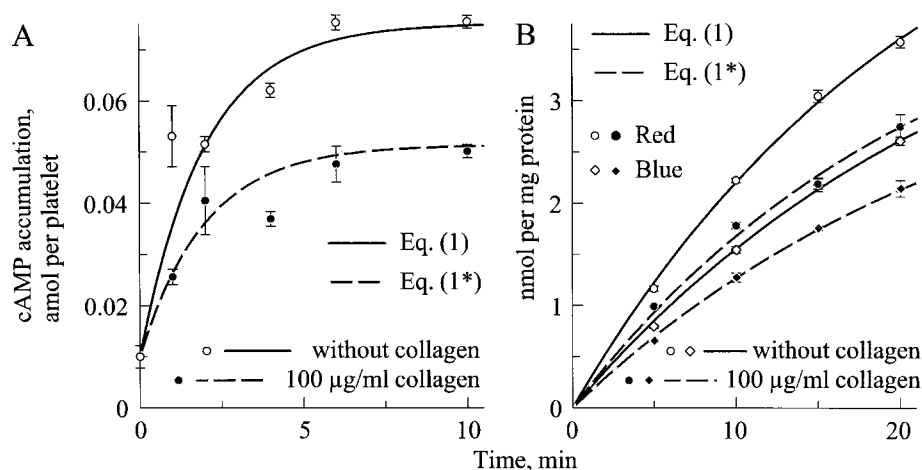 A
cAMP accumulation,
amol per platelet
0.06
0.04
0.02
0
Eq. (1)
Eq. (1*)
without collagen
100 µg/ml collagen
0
5
10
B
nmol per mg protein
3
2
1
0
Eq. (1)
Eq. (1*)
Red
Blue
without collagen
100 µg/ml collagen
0
10
20
Time, min